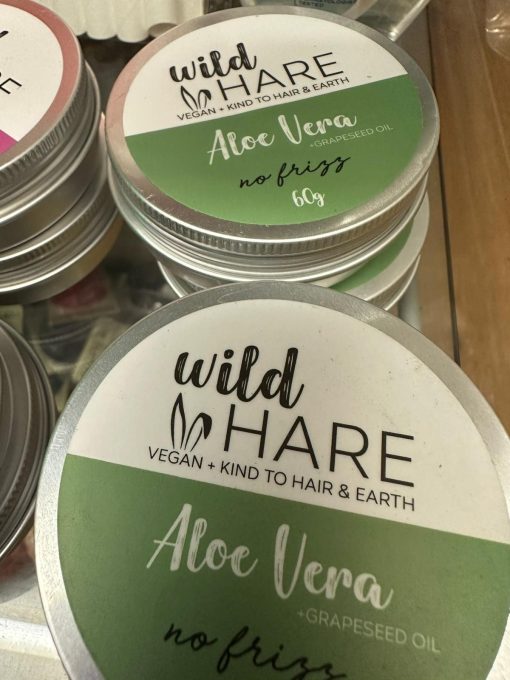 wild
HARE
VEGAN + KIND TO HAIR & EARTH
Aloe Vera
+GRAPESEED OIL
no frizz
60g
wild
HARE
VEGAN + KIND TO HAIR & EARTH
Aloe Vera
+GRAPESEED OIL
no frizz